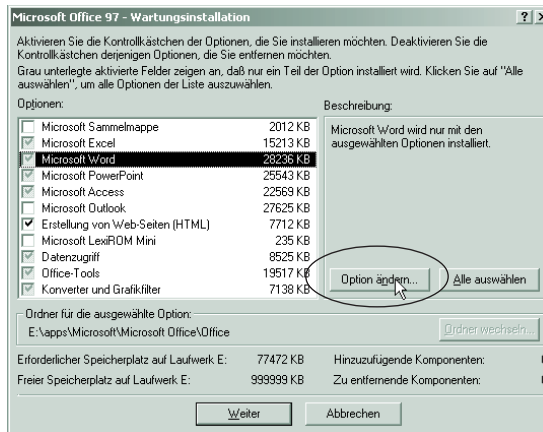 Microsoft Office 97 - Wartungsinstallation
Aktivieren Sie die Kontrollkästchen der Optionen, die Sie installieren möchten. Deaktivieren Sie die
Kontrollkästchen derjenigen Optionen, die Sie entfernen möchten.
Grau unterlegte aktivierte Felder zeigen an, daß nur ein Teil der Option installiert wird. Klicken Sie auf "Alle
auswählen", um alle Optionen der Liste auszuwählen.
Optionen:
Microsoft Sammelmappe 2012 KB
Microsoft Excel 15213 KB
Microsoft Word 28236 KB
Microsoft PowerPoint 25543 KB
Microsoft Access 22569 KB
Microsoft Outlook 27625 KB
Erstellung von Web-Seiten (HTML) 7712 KB
Microsoft LexiROM Mini 235 KB
Datenzugriff 8525 KB
Office-Tools 19517 KB
Konverter und Grafikfilter 7138 KB
Beschreibung:
Microsoft Word wird nur mit den
ausgewählten Optionen installiert.
Option ändern... Alle auswählen
Ordner für die ausgewählte Option:
E:\apps\Microsoft\Microsoft Office\Office
Ordner wechseln...
Erforderlicher Speicherplatz auf Laufwerk E: 77472 KB Hinzuzufügende Komponenten:
Freier Speicherplatz auf Laufwerk E: 999999 KB Zu entfernende Komponenten:
Weiter Abbrechen